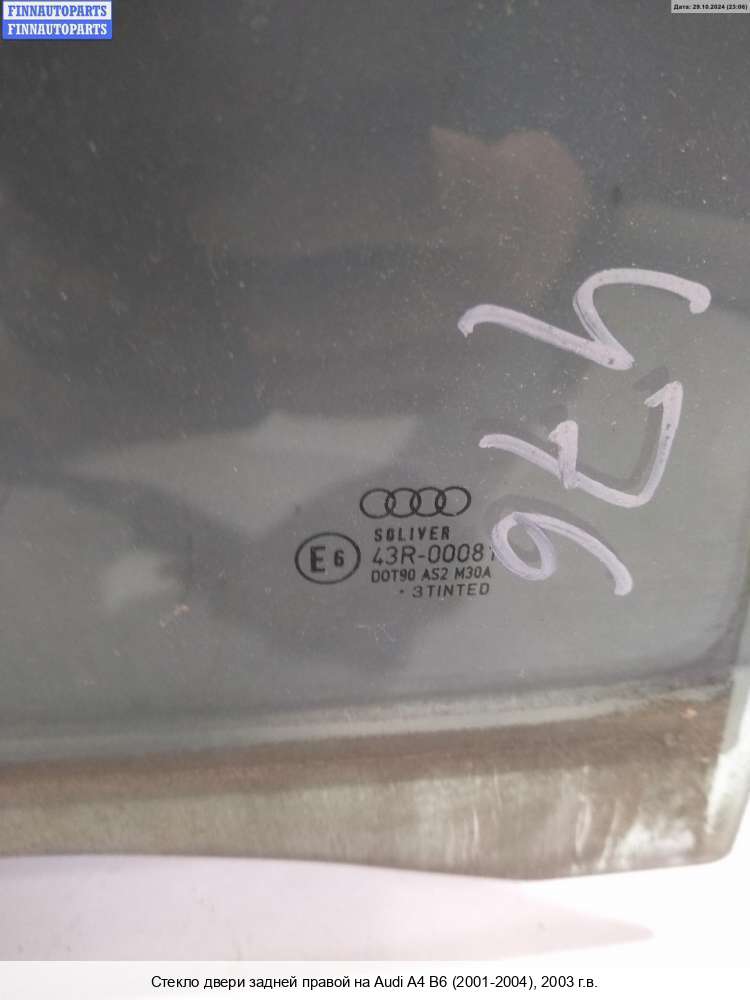 FINNAUTOPARTS
FINNAUTOPARTS
Дата: 29.10.2024 (23:06)
SOLIVER
E6 43R-00081
DOT90 AS2 M30A
· 3TINTED
Стекло двери задней правой на Audi A4 B6 (2001-2004), 2003 г.в.